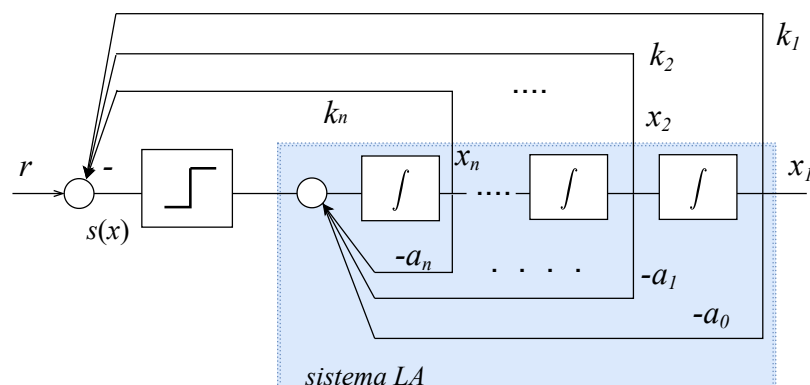 k₁
k₂
....
kₙ
x₂
r
-
∫
xₙ
....
∫
∫
x₁
s(x)
-aₙ
. . . .
-a₁
-a₀
sistema LA